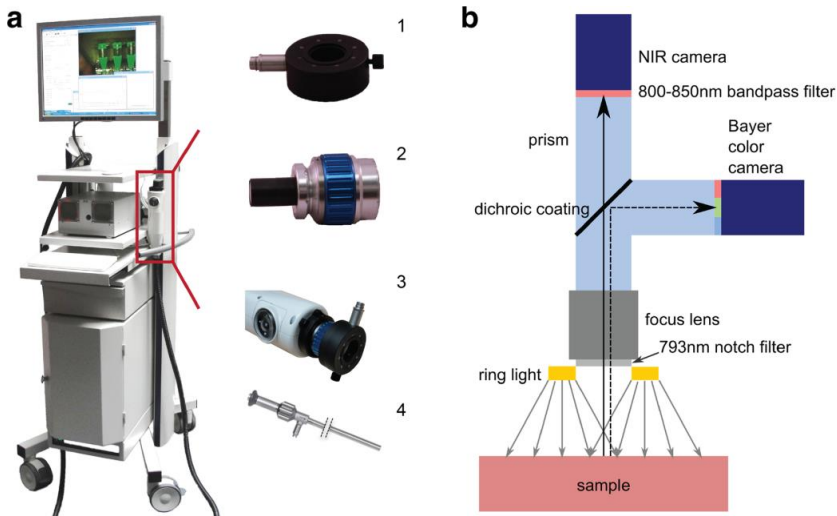 a
1
2
3
4
b
NIR camera
800-850nm bandpass filter
prism
Bayer
color
camera
dichroic coating
focus lens
793nm notch filter
ring light
sample